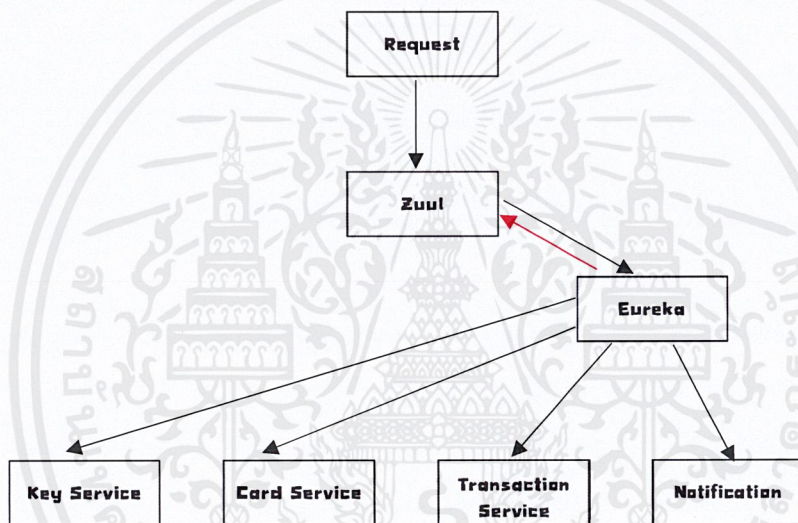 Request
Zuul
Eureka
Key Service
Card Service
Transaction
Service
Notification